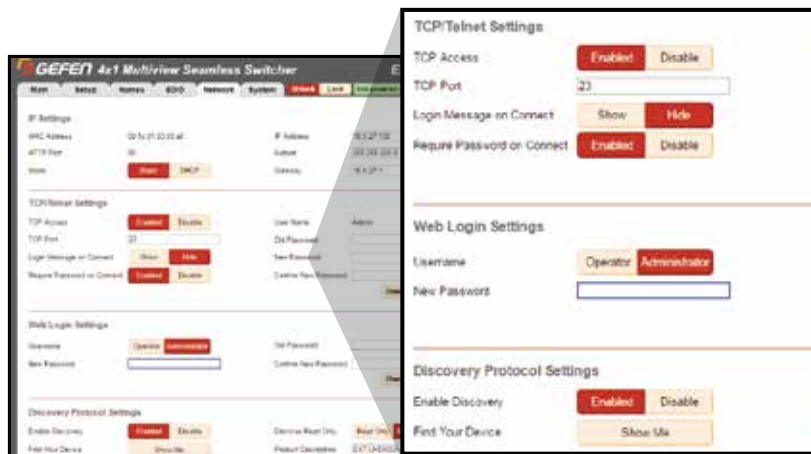 GEFEN 4x1 Multiview Seamless Switcher
Main Setup Names EDID Network System Unlock Lock
IP Settings
MAC Address
IP Address
HTTP Port 80 Subnet
Mode Static DHCP Gateway
TCP/Telnet Settings
TCP Access Enabled Disable User Name Admin
TCP Port 23 Old Password
Login Message on Connect Show Hide New Password
Require Password on Connect Enabled Disable Confirm New Password
Web Login Settings
Username Operator Administrator Old Password
New Password Confirm New Password
Discovery Protocol Settings
Enable Discovery Enabled Disable Discovery Read Only Read Only
Find Your Device Show Me Product Description
TCP/Telnet Settings
TCP Access Enabled Disable
TCP Port 23
Login Message on Connect Show Hide
Require Password on Connect Enabled Disable
Web Login Settings
Username Operator Administrator
New Password
Discovery Protocol Settings
Enable Discovery Enabled Disable
Find Your Device Show Me